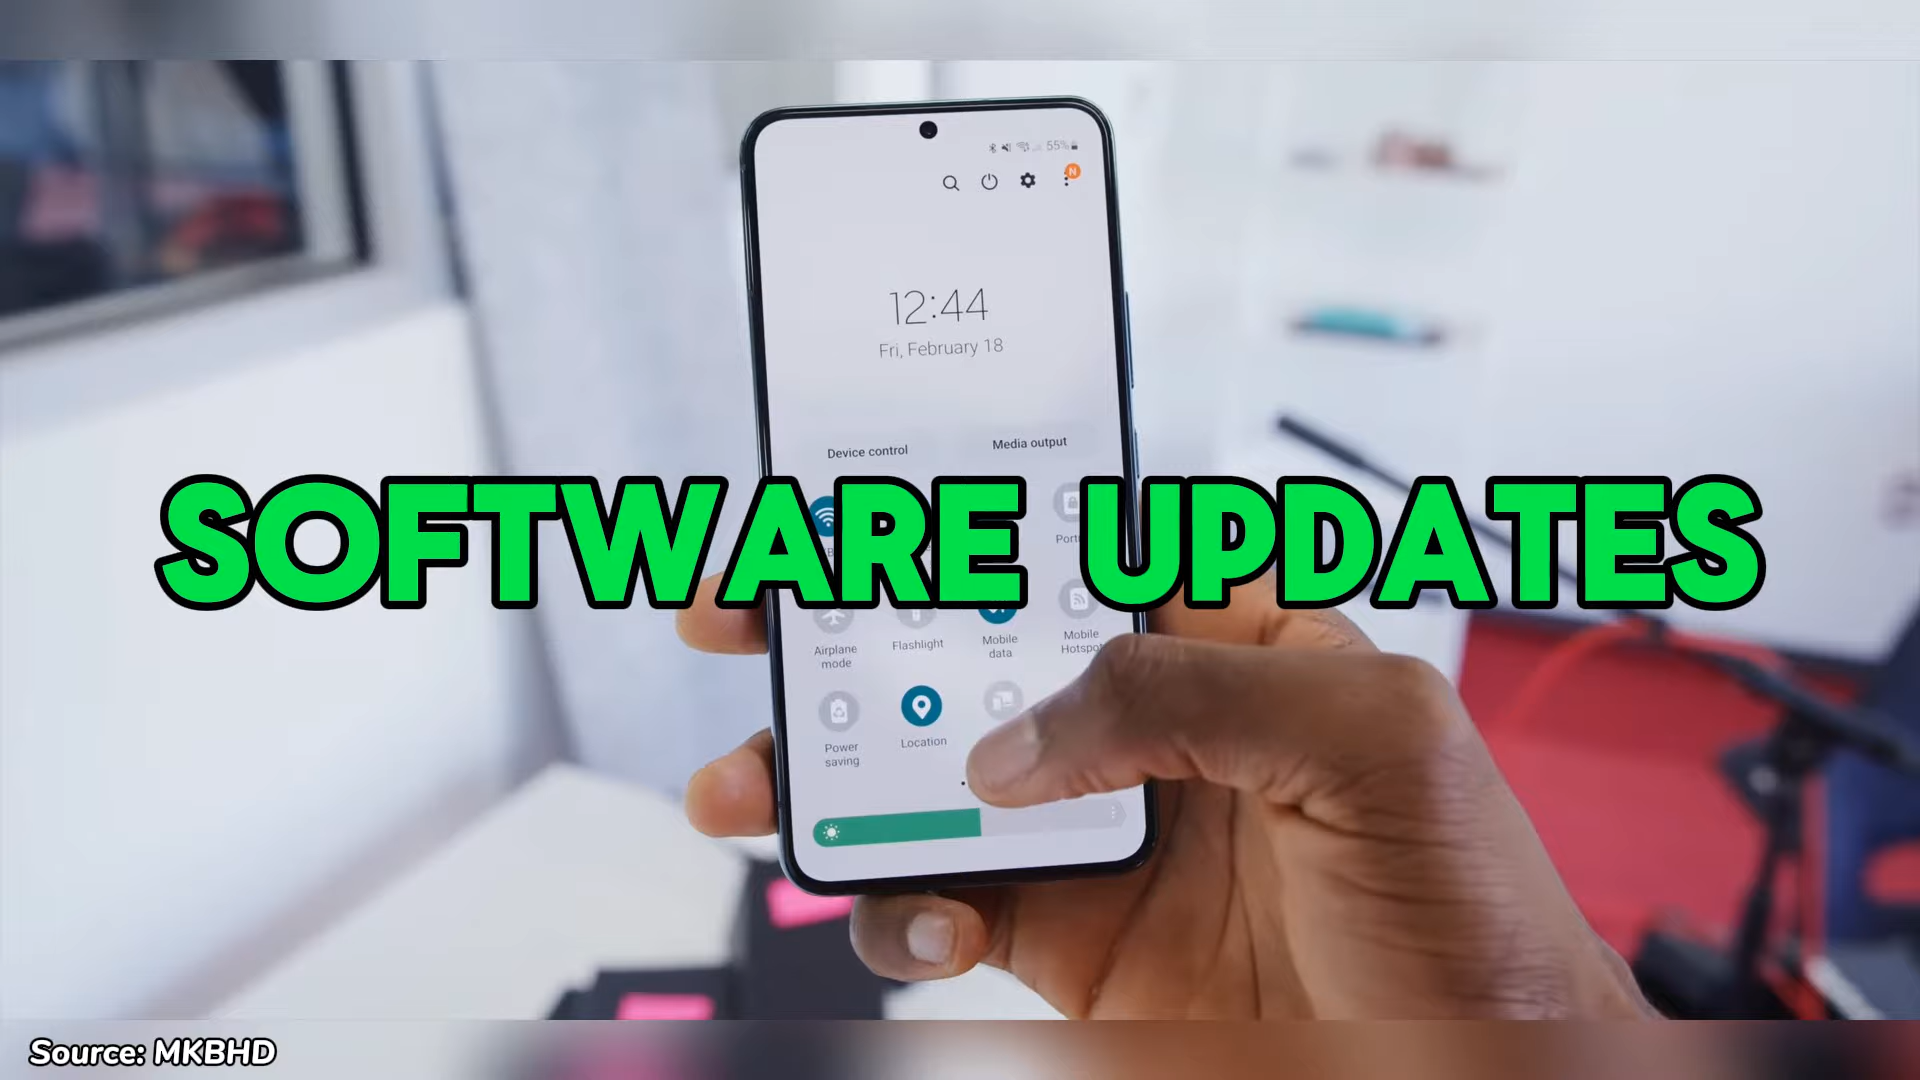 55%
N
12:44
Fri, February 18
Device control
Media output
SOFTWARE UPDATES
Airplane mode
Flashlight
Mobile data
Mobile Hotspot
Power saving
Location
Source: MKBHD